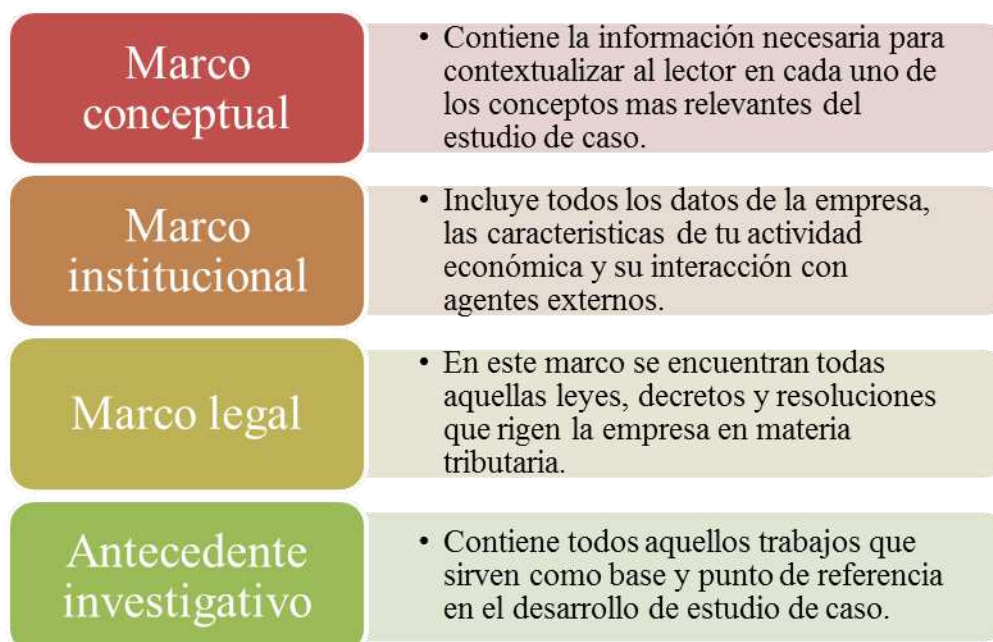 Marco
conceptual
• Contiene la información necesaria para
contextualizar al lector en cada uno de
los conceptos mas relevantes del
estudio de caso.
Marco
institucional
• Incluye todos los datos de la empresa,
las caracteristicas de tu actividad
económica y su interacción con
agentes externos.
Marco legal
• En este marco se encuentran todas
aquellas leyes, decretos y resoluciones
que rigen la empresa en materia
tributaria.
Antecedente
investigativo
• Contiene todos aquellos trabajos que
sirven como base y punto de referencia
en el desarrollo de estudio de caso.